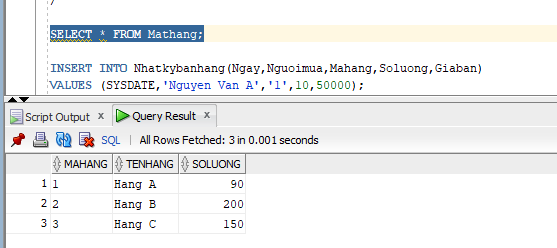 /
SELECT * FROM Mathang;
INSERT INTO Nhatkybanhang(Ngay,Nguoimua,Mahang,Soluong,Giaban)
VALUES (SYSDATE,'Nguyen Van A','1',10,50000);
Script Output x Query Result x
SQL | All Rows Fetched: 3 in 0.001 seconds
MAHANG TENHANG SOLUONG
1 1 Hang A 90
2 2 Hang B 200
3 3 Hang C 150